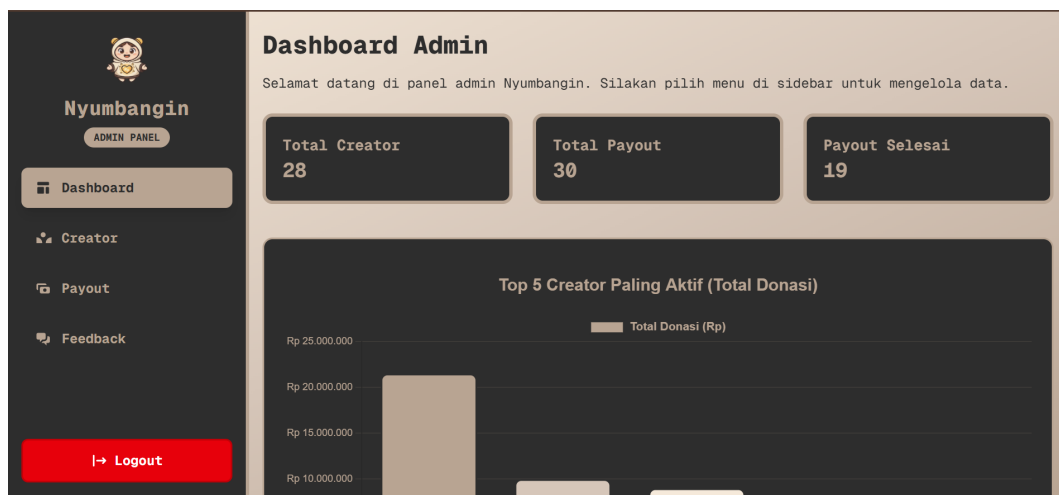 Nyumbangin
ADMIN PANEL
Dashboard
Creator
Payout
Feedback
Logout
Dashboard Admin
Selamat datang di panel admin Nyumbangin. Silakan pilih menu di sidebar untuk mengelola data.
Total Creator
28
Total Payout
30
Payout Selesai
19
Top 5 Creator Paling Aktif (Total Donasi)
Total Donasi (Rp)
Rp 25.000.000
Rp 20.000.000
Rp 15.000.000
Rp 10.000.000